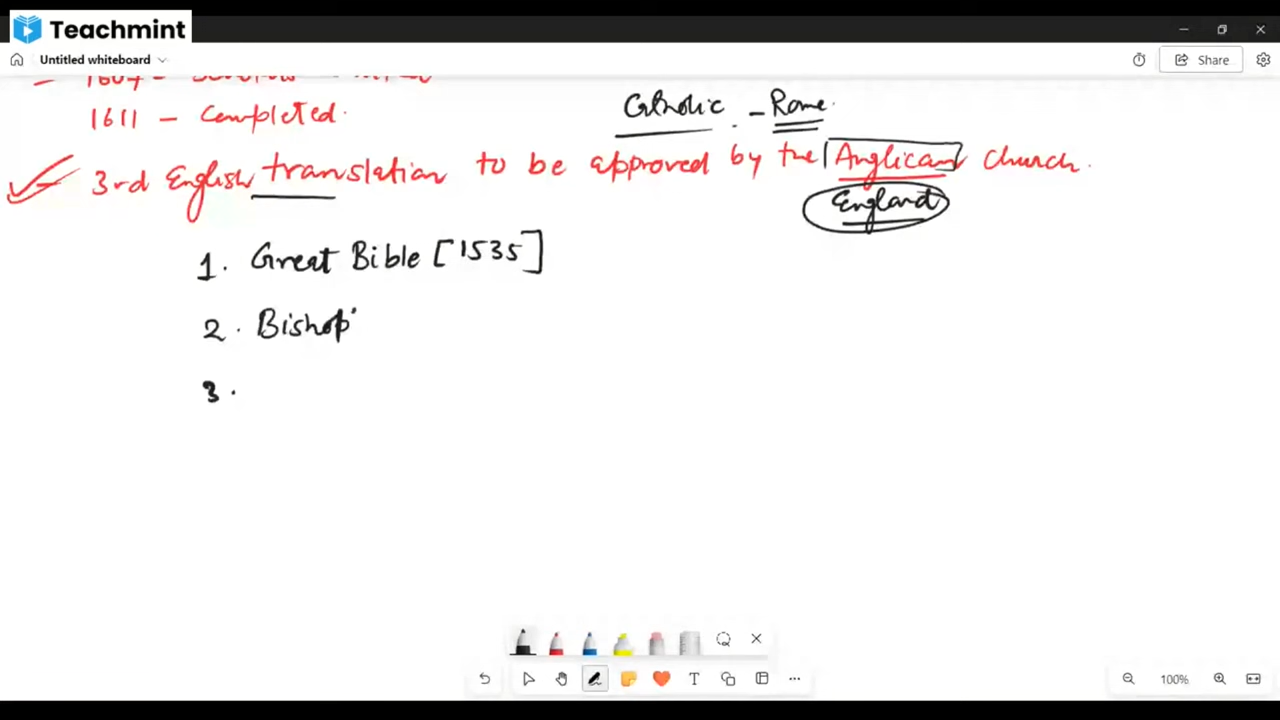 Teachmint
Untitled whiteboard
Share
1604 -
1611 - Completed.
Catholic - Rome.
3rd English translation to be approved by the Anglican church.
England
1. Great Bible [1535]
2. Bishop'
3.
100%